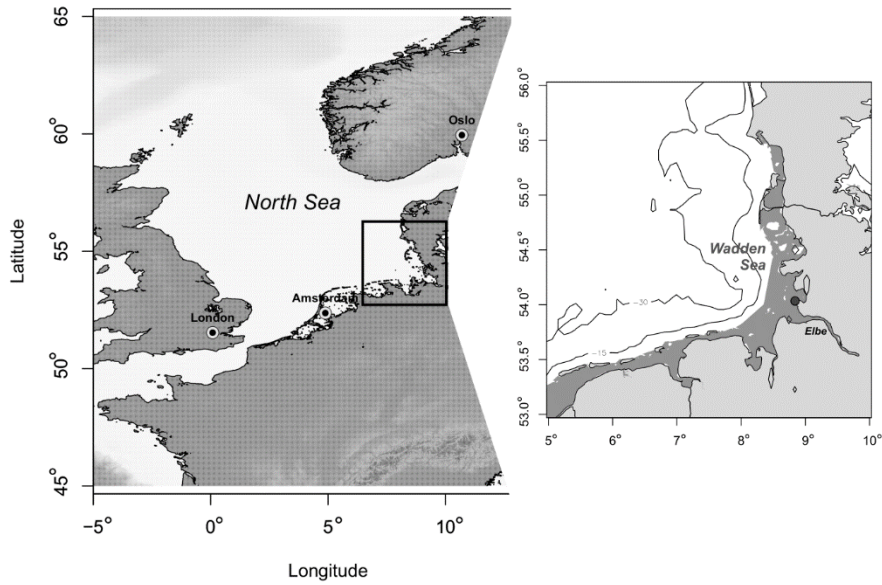 65
60°
55°
50°
45°
Latitude
−5°
0°
5°
10°
Longitude
North Sea
Oslo
Amsterdam
London
56.0°
55.5°
55.0°
54.5°
54.0°
53.5°
53.0°
5°
6°
7°
8°
9°
10°
Wadden
Sea
−30
−15
Elbe